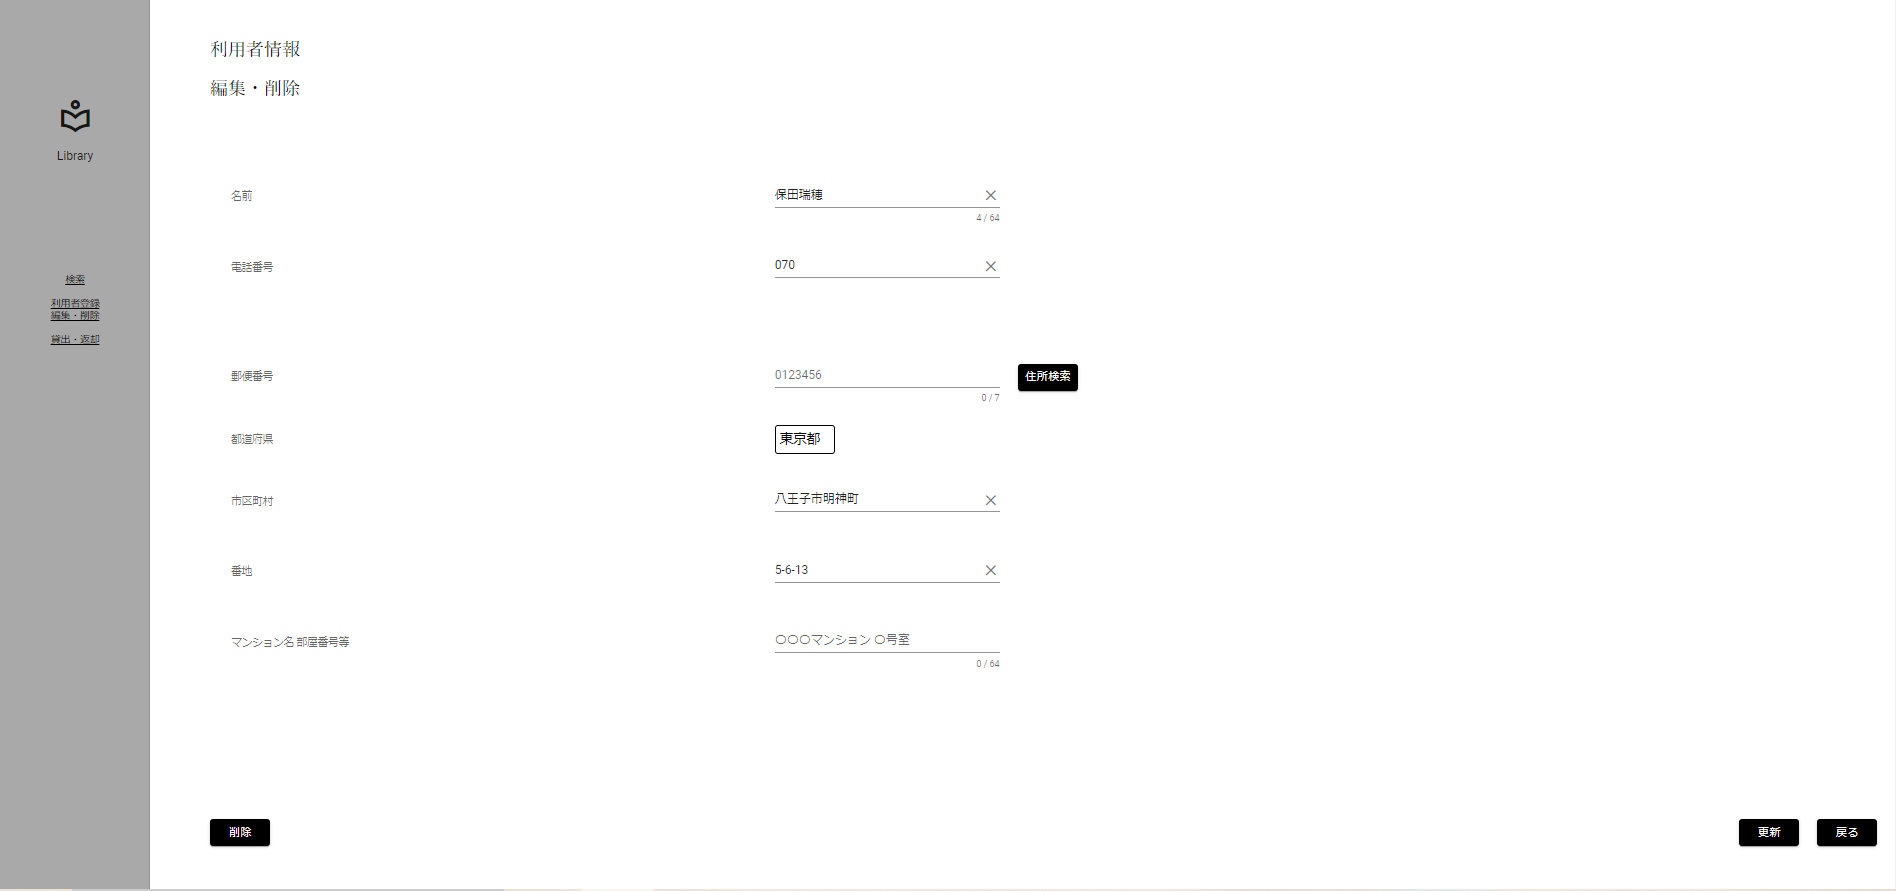 利用者情報
編集・削除
Library
検索
利用者登録
編集・削除
貸出・返却
名前
保田瑞穂
4 / 64
電話番号
070
郵便番号
0123456
住所検索
0 / 7
都道府県
東京都
市区町村
八王子市明神町
番地
5-6-13
マンション名 部屋番号等
〇〇〇マンション 〇号室
0 / 64
削除
更新
戻る